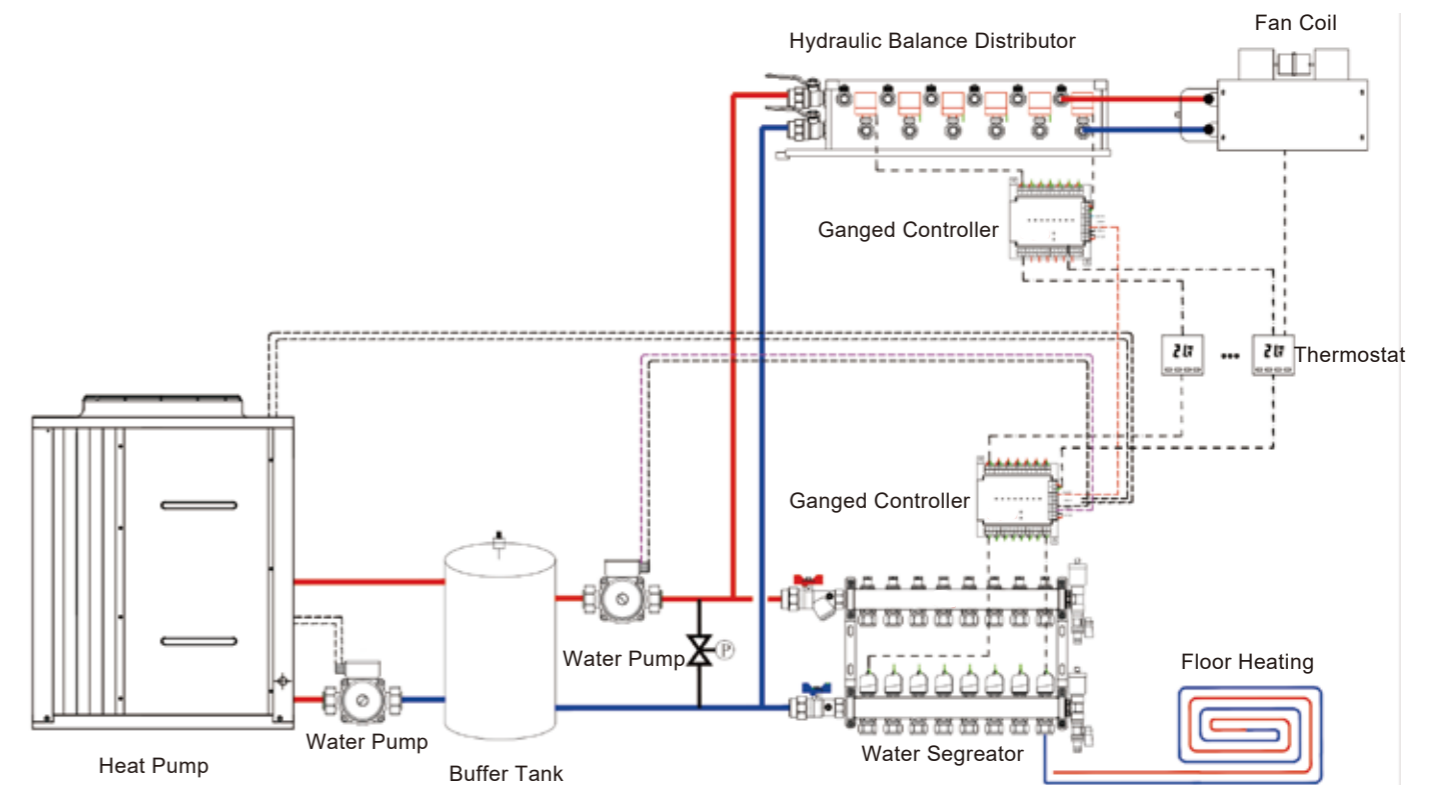 Fan Coil
Hydraulic Balance Distributor
Ganged Controller
Thermostat
Ganged Controller
Water Pump
P
Floor Heating
Water Pump
Water Segreator
Heat Pump
Buffer Tank